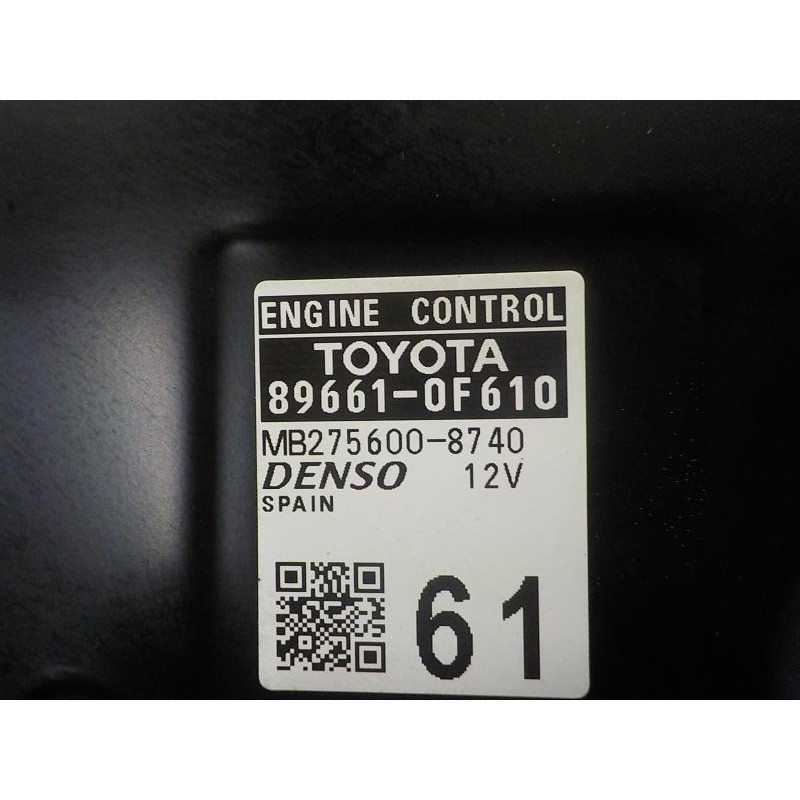 ENGINE CONTROL
TOYOTA
89661-0F610
MB275600-8740
DENSO 12V
SPAIN
61